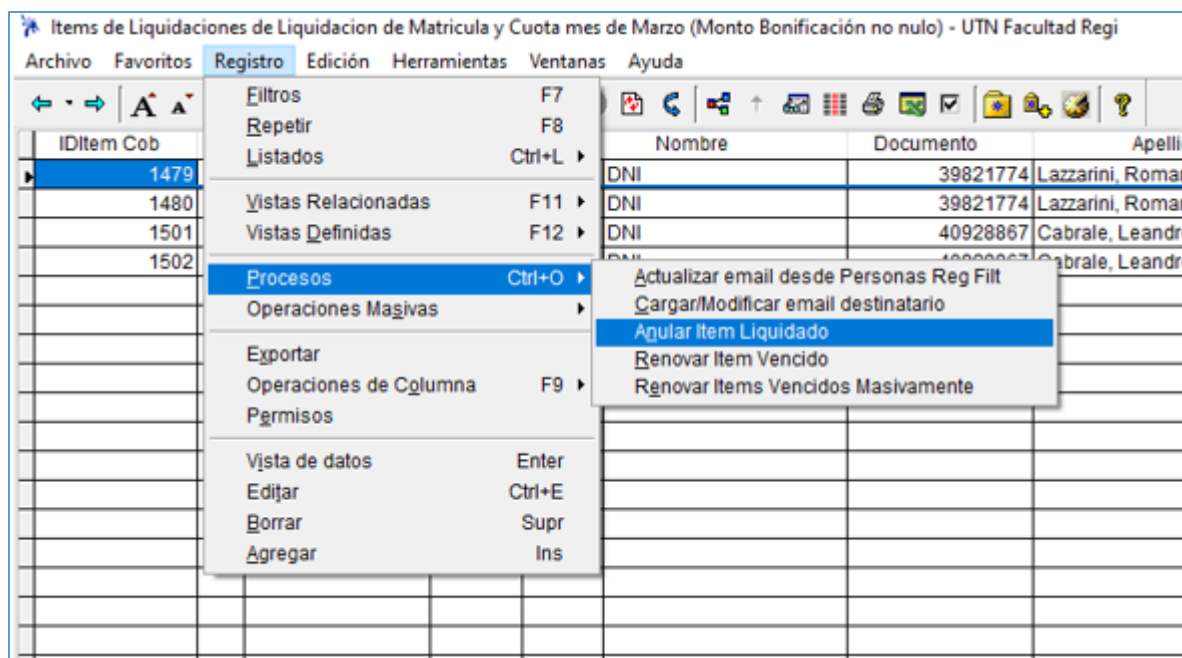 Items de Liquidaciones de Liquidacion de Matricula y Cuota mes de Marzo (Monto Bonificación no nulo) - UTN Facultad Regi
Archivo Favoritos Registro Edición Herramientas Ventanas Ayuda
A A
IDItem Cob Nombre Documento Apelli
1479 DNI 39821774 Lazzarini, Romar
1480 DNI 39821774 Lazzarini, Romar
1501 DNI 40928867 Cabrale, Leandr
1502
Filtros F7
Repetir F8
Listados Ctrl+L
Vistas Relacionadas F11
Vistas Definidas F12
Procesos Ctrl+O
Operaciones Masivas
Exportar
Operaciones de Columna F9
Permisos
Vista de datos Enter
Editar Ctrl+E
Borrar Supr
Agregar Ins
Actualizar email desde Personas Reg Filt
Cargar/Modificar email destinatario
Anular Item Liquidado
Renovar Item Vencido
Renovar Items Vencidos Masivamente